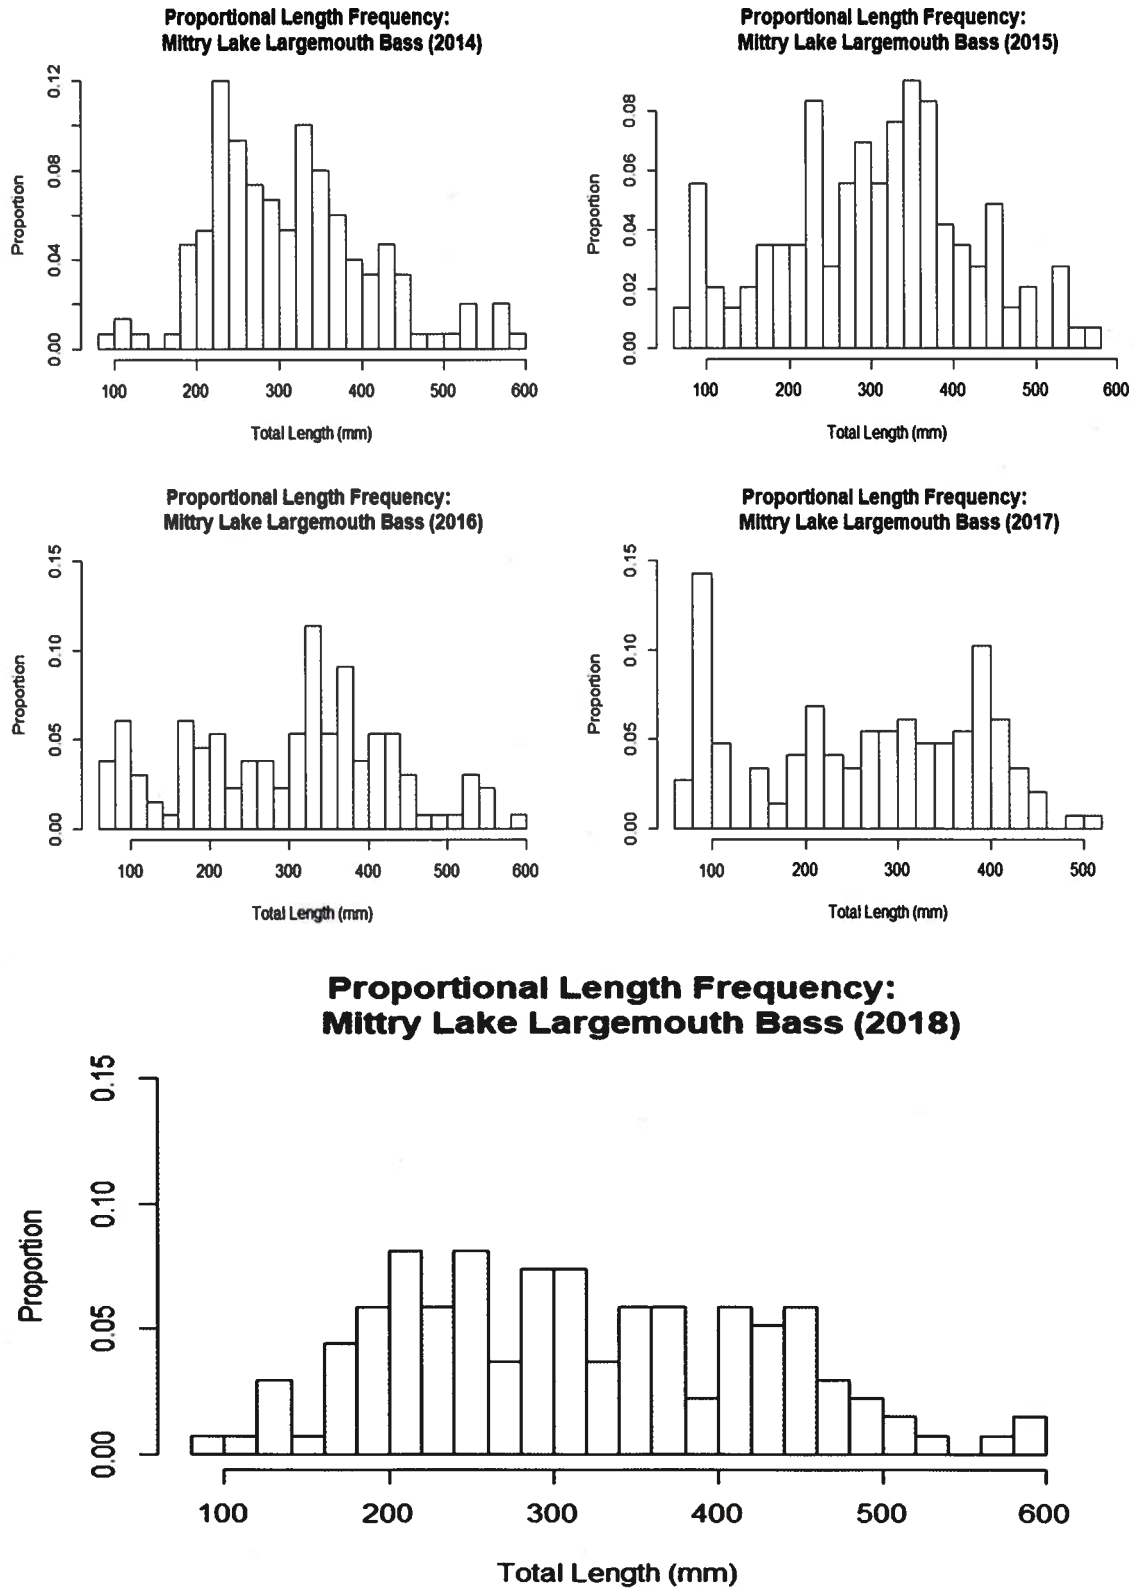 Proportional Length Frequency:
Mittry Lake Largemouth Bass (2014)
0.12
0.08
0.04
0.00
Proportion
100 200 300 400 500 600
Total Length (mm)
Proportional Length Frequency:
Mittry Lake Largemouth Bass (2015)
0.08
0.06
0.04
0.02
0.00
Proportion
100 200 300 400 500 600
Total Length (mm)
Proportional Length Frequency:
Mittry Lake Largemouth Bass (2016)
0.15
0.10
0.05
0.00
Proportion
100 200 300 400 500 600
Total Length (mm)
Proportional Length Frequency:
Mittry Lake Largemouth Bass (2017)
0.15
0.10
0.05
0.00
Proportion
100 200 300 400 500
Total Length (mm)
Proportional Length Frequency:
Mittry Lake Largemouth Bass (2018)
0.15
0.10
0.05
0.00
Proportion
100 200 300 400 500 600
Total Length (mm)